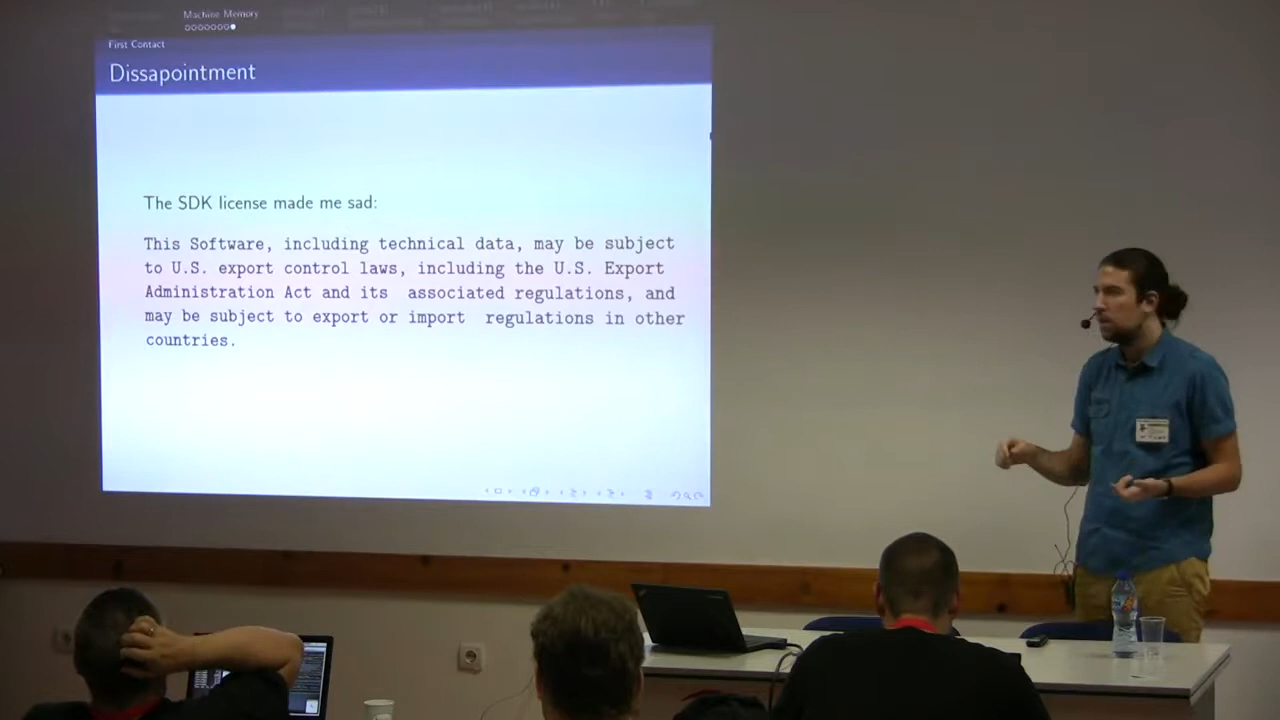 Machine Memory
First Contact
Dissapointment
The SDK license made me sad:
This Software, including technical data, may be subject
to U.S. export control laws, including the U.S. Export
Administration Act and its associated regulations, and
may be subject to export or import regulations in other
countries.